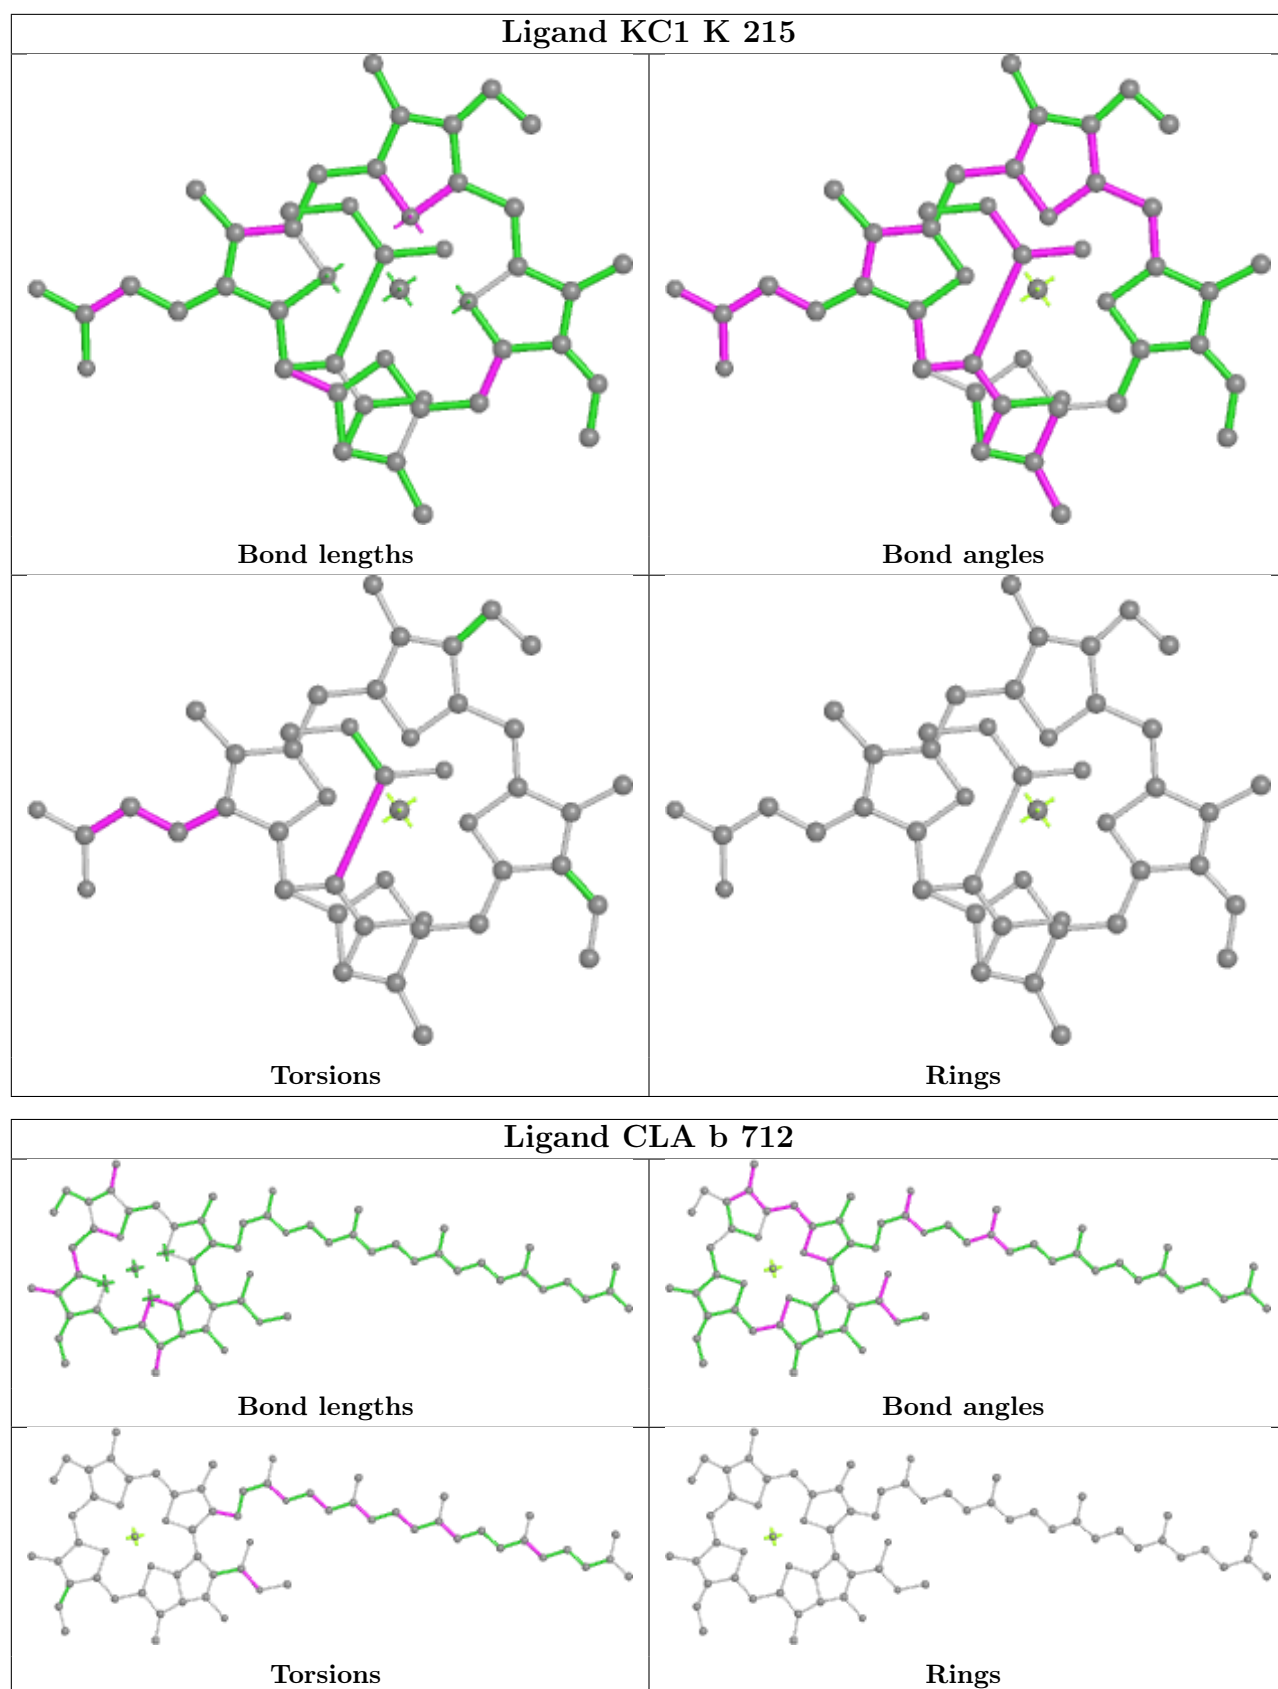 Ligand KC1 K 215
Bond lengths
Bond angles
Torsions
Rings
Ligand CLA b 712
Bond lengths
Bond angles
Torsions
Rings